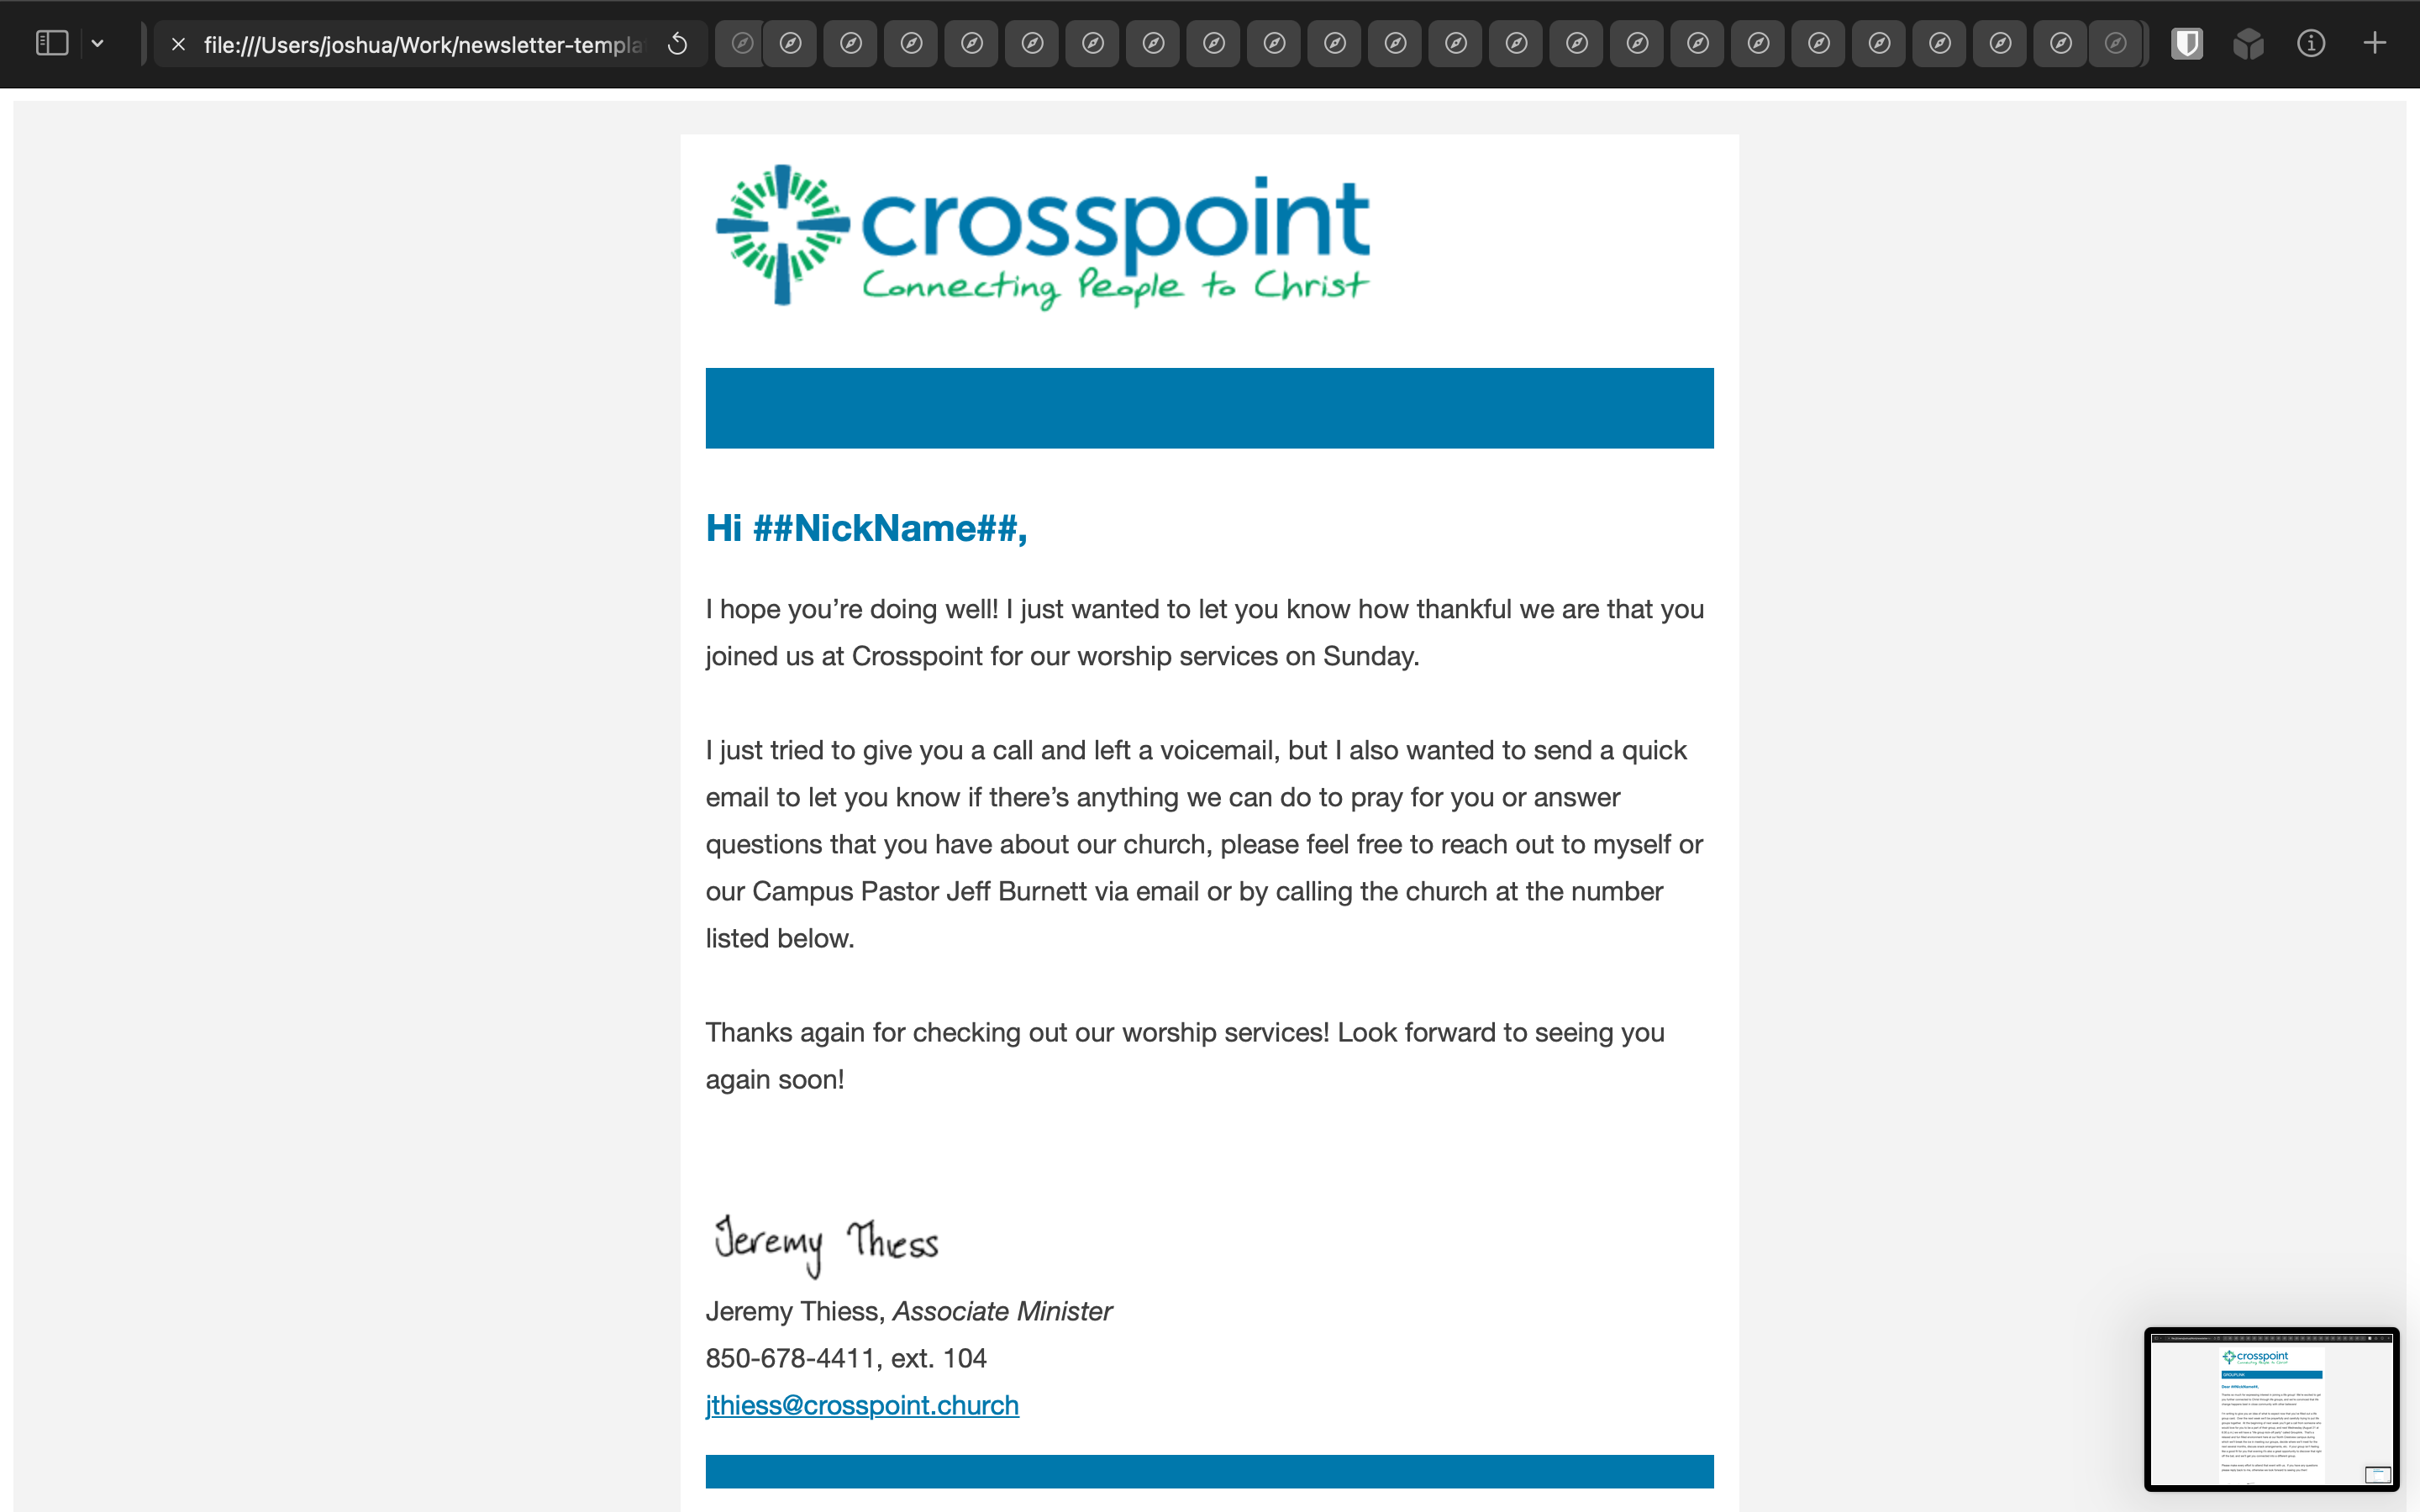 file:///Users/joshua/Work/newsletter-templa
crosspoint
Connecting People to Christ
Hi ##NickName##,
I hope you’re doing well! I just wanted to let you know how thankful we are that you
joined us at Crosspoint for our worship services on Sunday.
I just tried to give you a call and left a voicemail, but I also wanted to send a quick
email to let you know if there’s anything we can do to pray for you or answer
questions that you have about our church, please feel free to reach out to myself or
our Campus Pastor Jeff Burnett via email or by calling the church at the number
listed below.
Thanks again for checking out our worship services! Look forward to seeing you
again soon!
Jeremy Thiess
Jeremy Thiess, Associate Minister
850-678-4411, ext. 104
jthiess@crosspoint.church
crosspoint